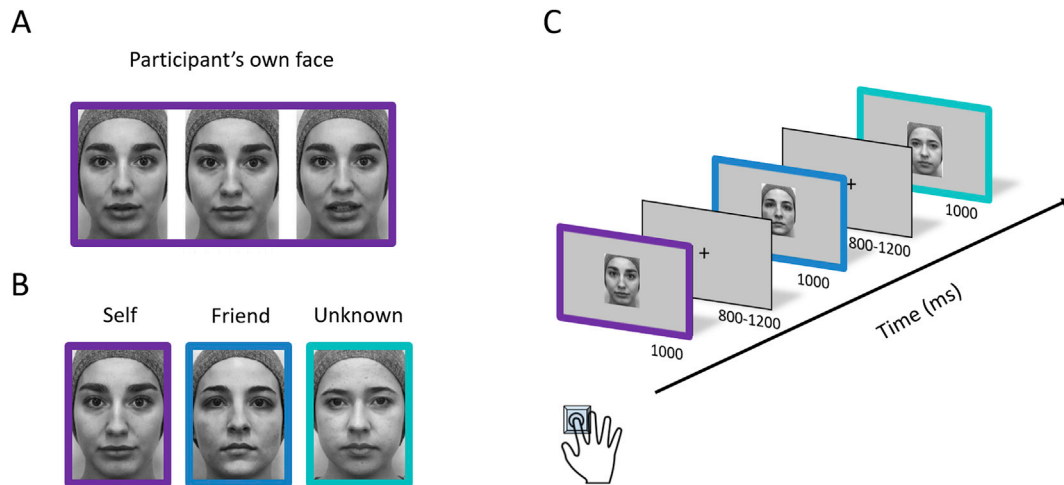 A
Participant's own face
B
Self
Friend
Unknown
C
1000
800-1200
1000
800-1200
1000
Time (ms)